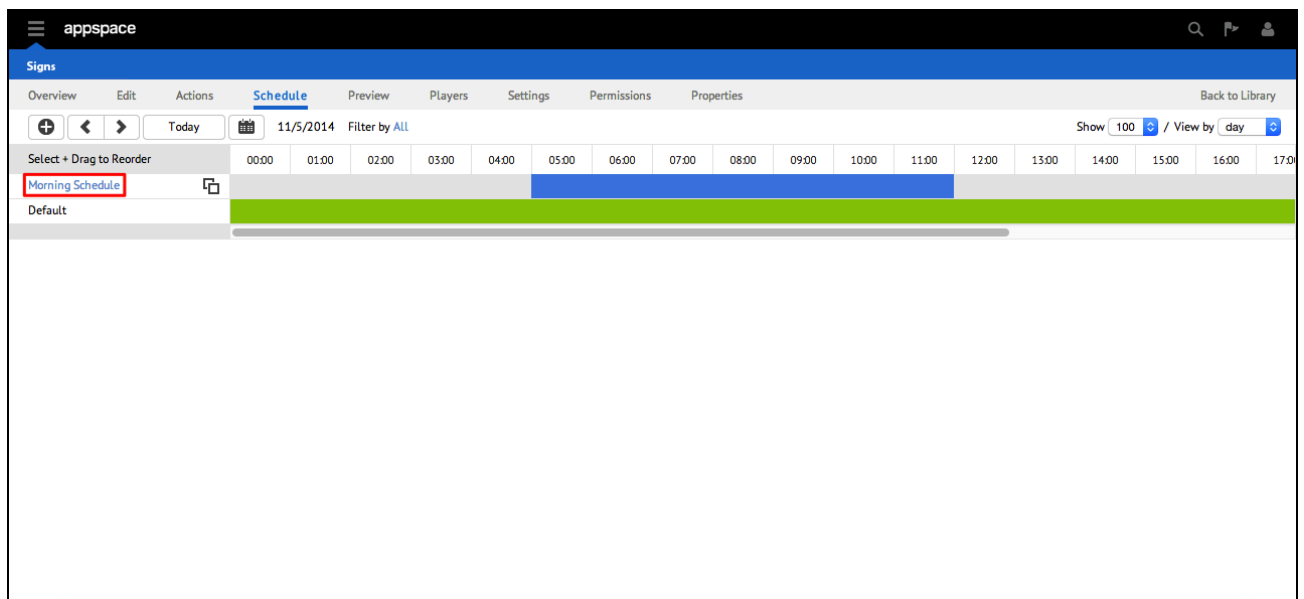 appspace
Signs
Overview Edit Actions Schedule Preview Players Settings Permissions Properties Back to Library
Today 11/5/2014 Filter by All Show 100 / View by day
Select + Drag to Reorder 00:00 01:00 02:00 03:00 04:00 05:00 06:00 07:00 08:00 09:00 10:00 11:00 12:00 13:00 14:00 15:00 16:00 17:0
Morning Schedule
Default